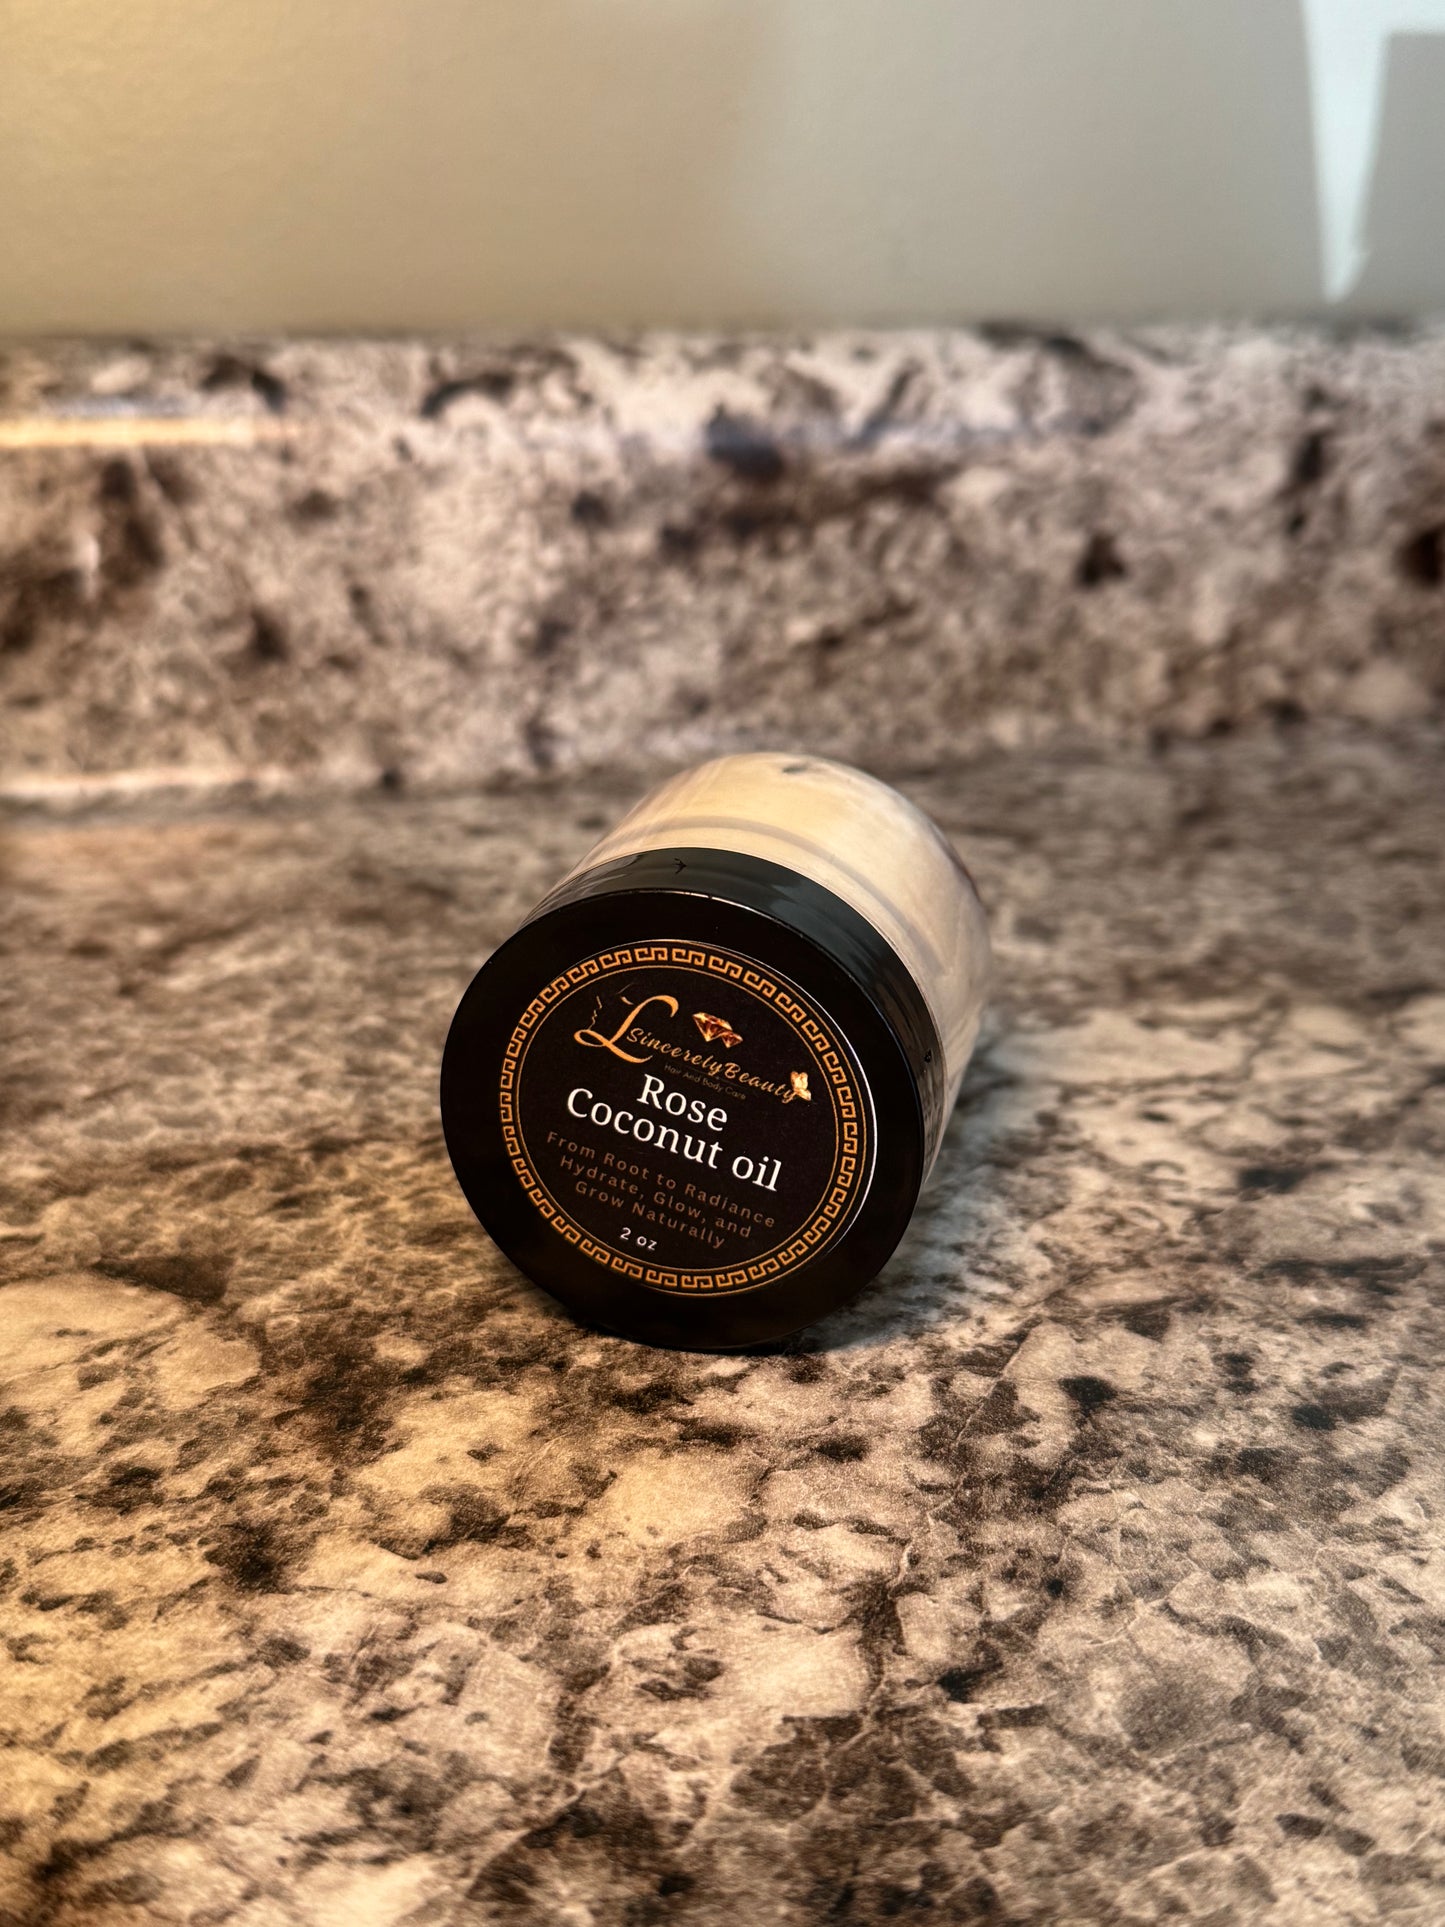 L SincerelyBeauty
Hair And Body Care
Rose
Coconut oil
From Root to Radiance
Hydrate, Glow, and
Grow Naturally
2 oz